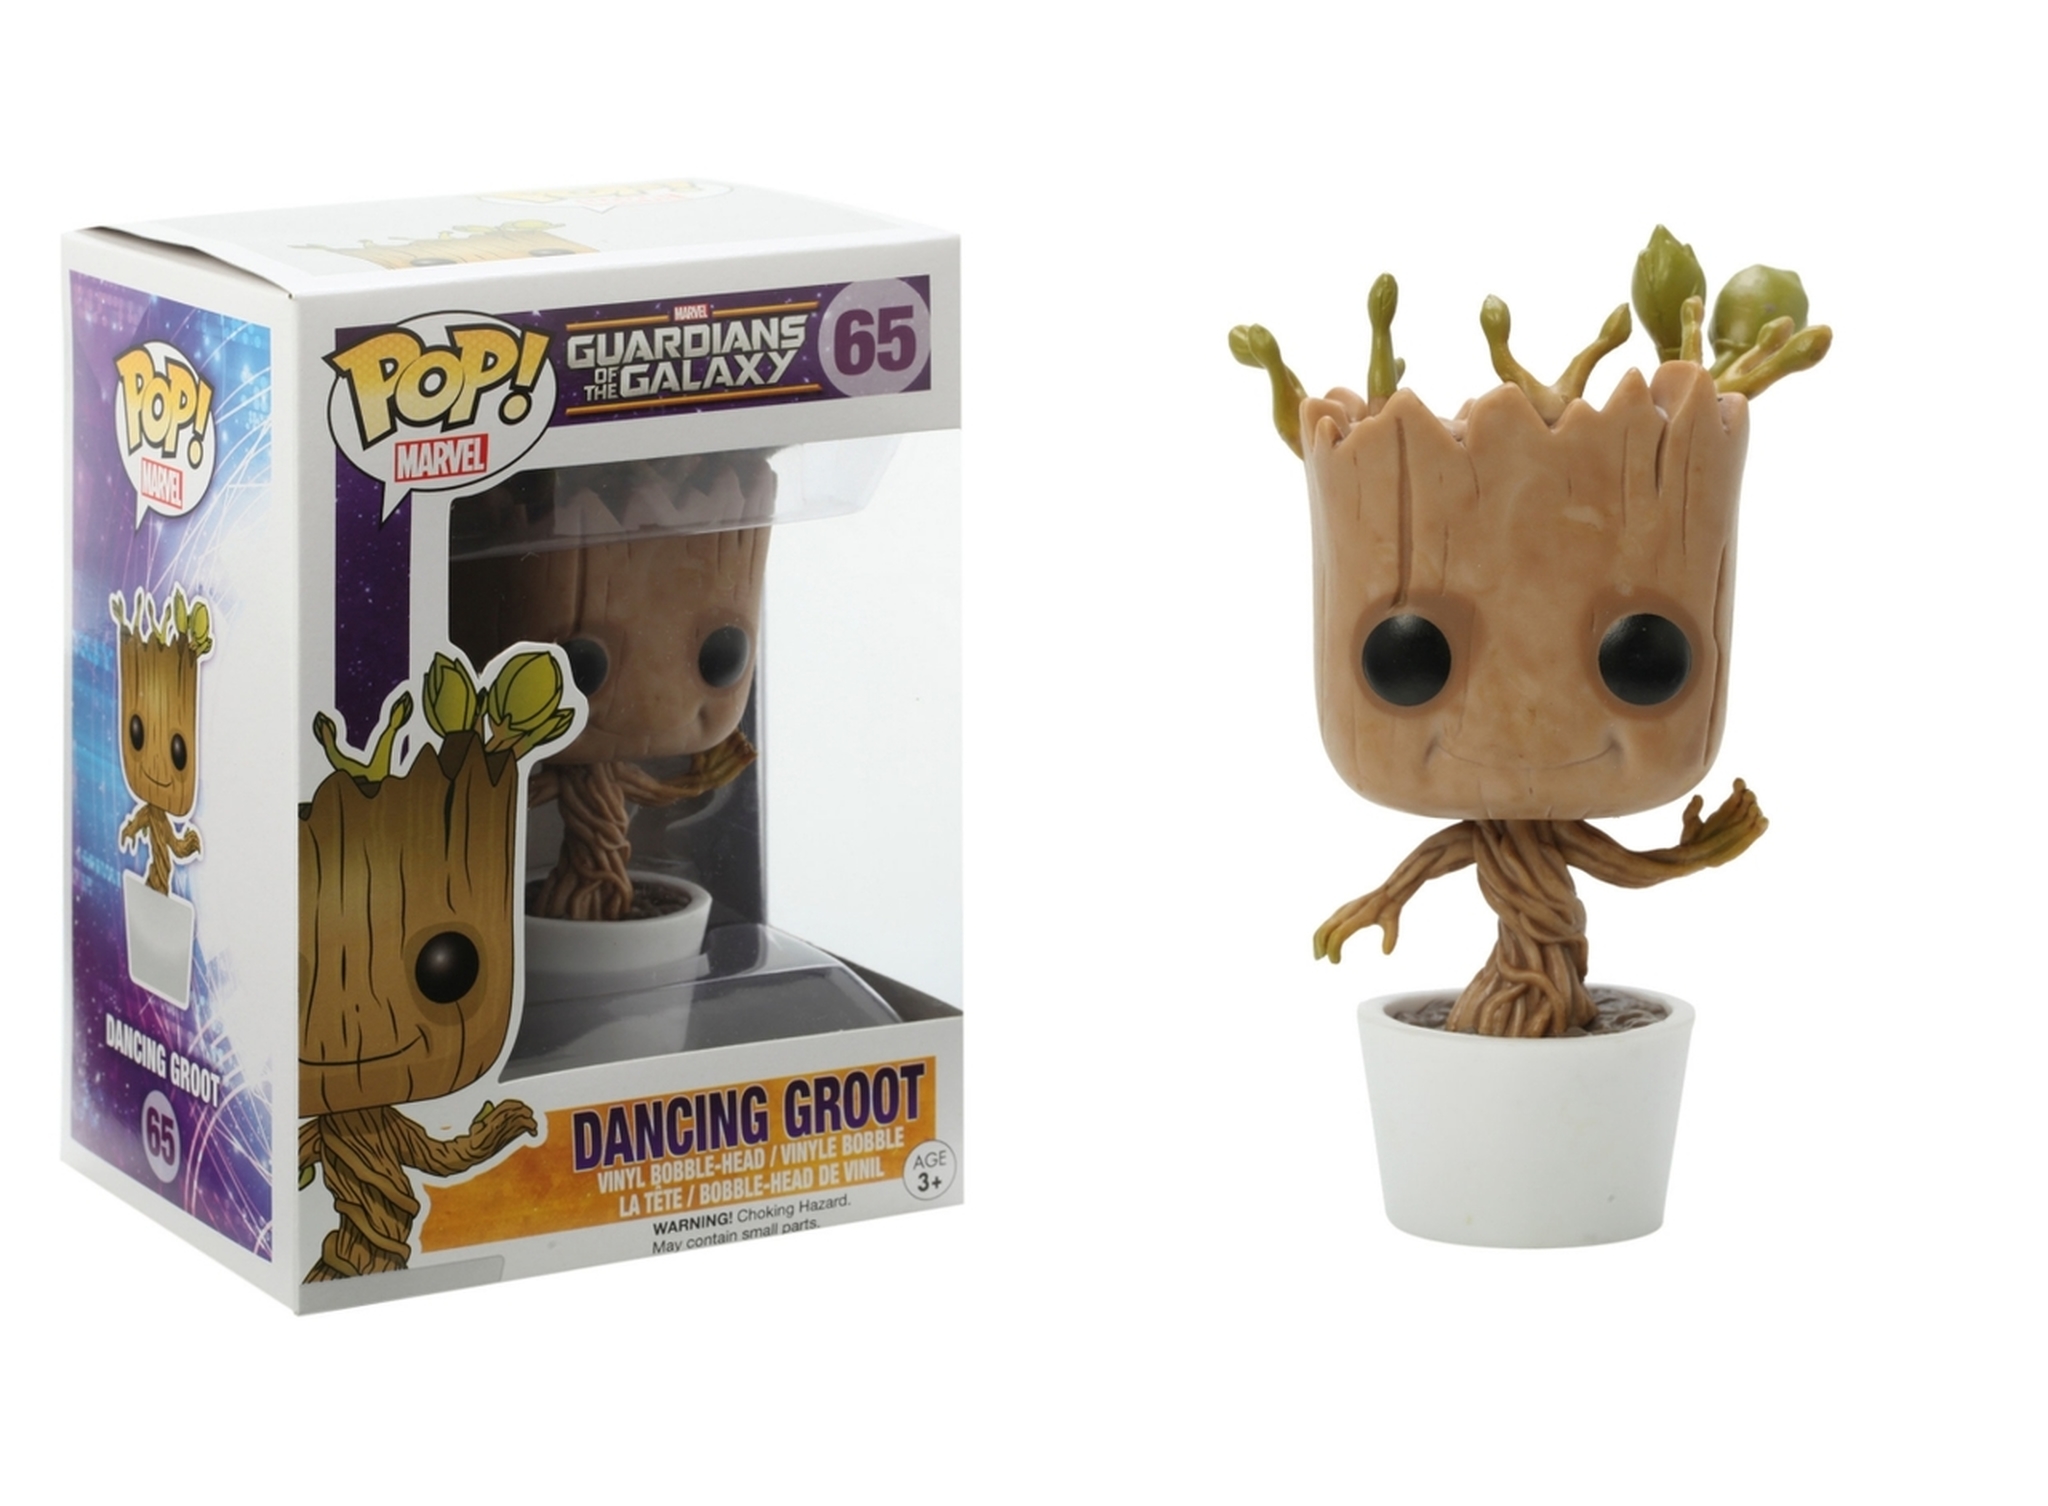 POP!
MARVEL
DANCING GROOT
65
POP!
MARVEL
MARVEL
GUARDIANS
OF THE GALAXY
65
DANCING GROOT
VINYL BOBBLE-HEAD / VINYLE BOBBLE
LA TÊTE / BOBBLE-HEAD DE VINIL
AGE
3+
WARNING! Choking Hazard.
May contain small parts.